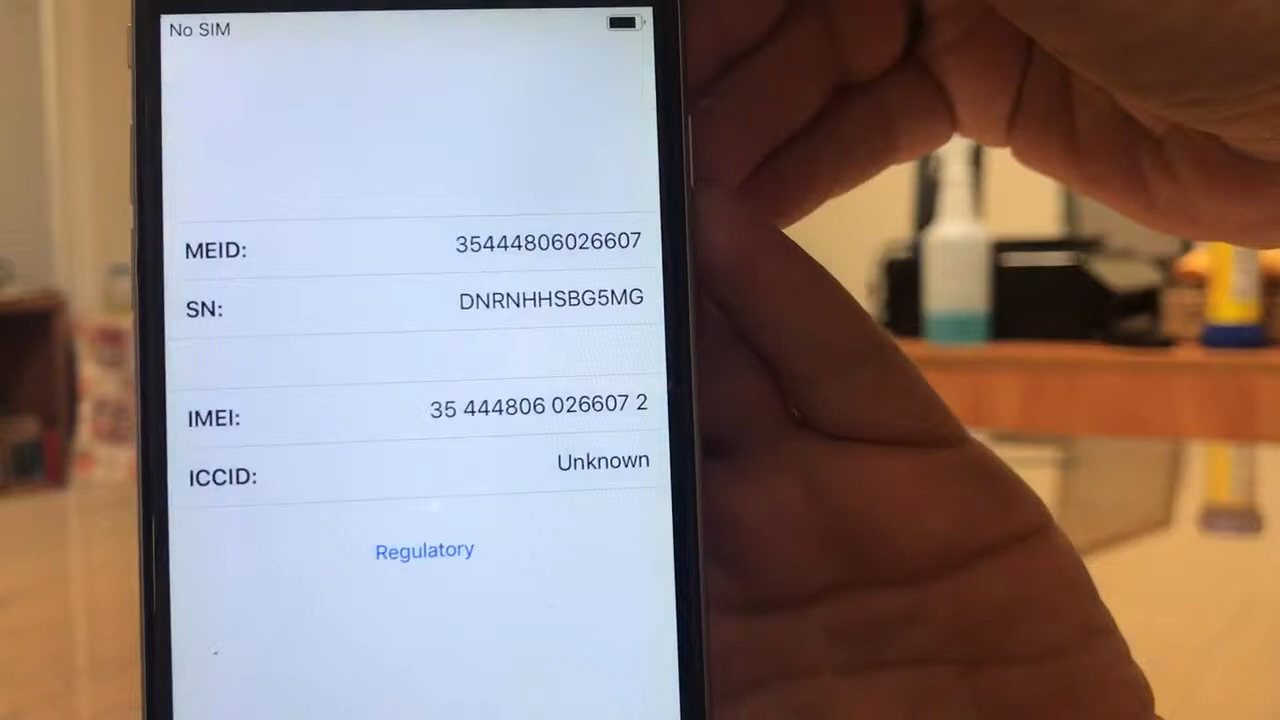 No SIM
MEID: 35444806026607
SN: DNRNHHSBG5MG
IMEI: 35 444806 026607 2
ICCID: Unknown
Regulatory